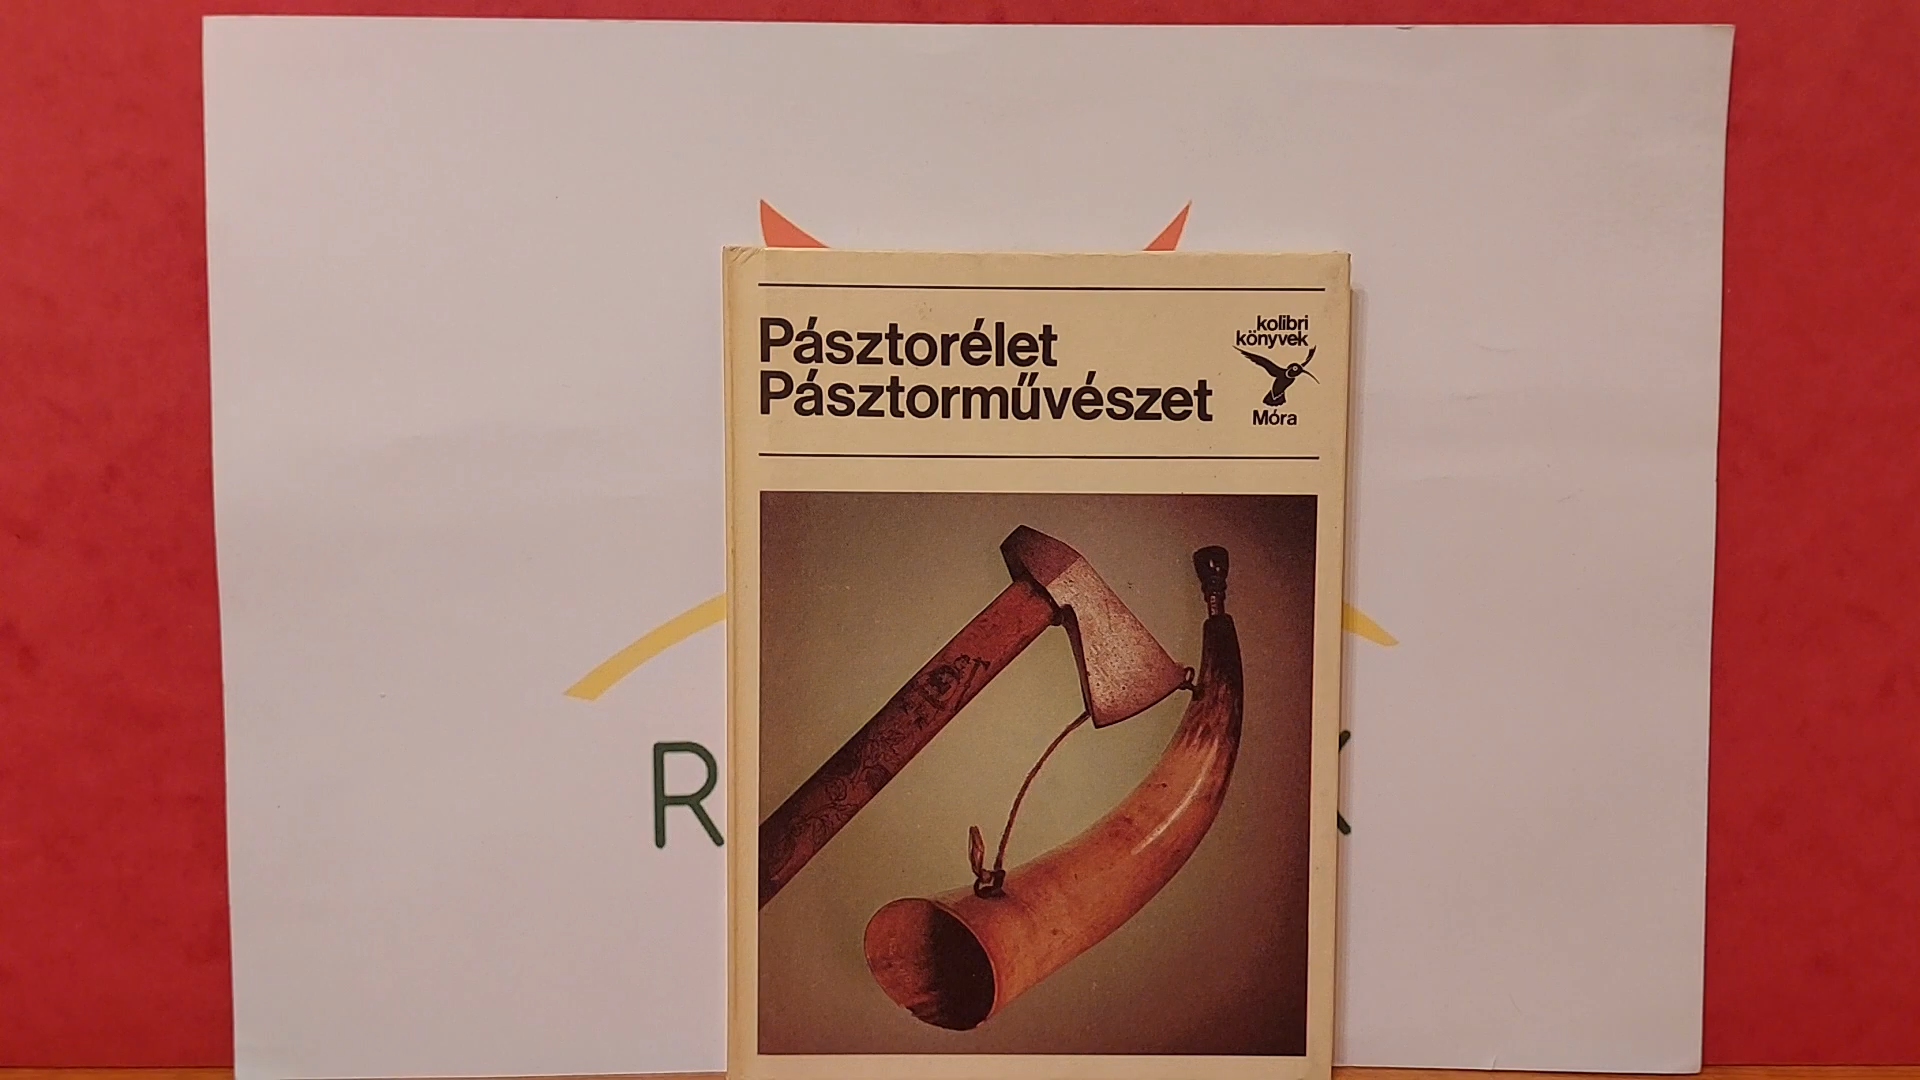 Pásztorélet
Pásztorművészet
kolibri
könyvek
Móra